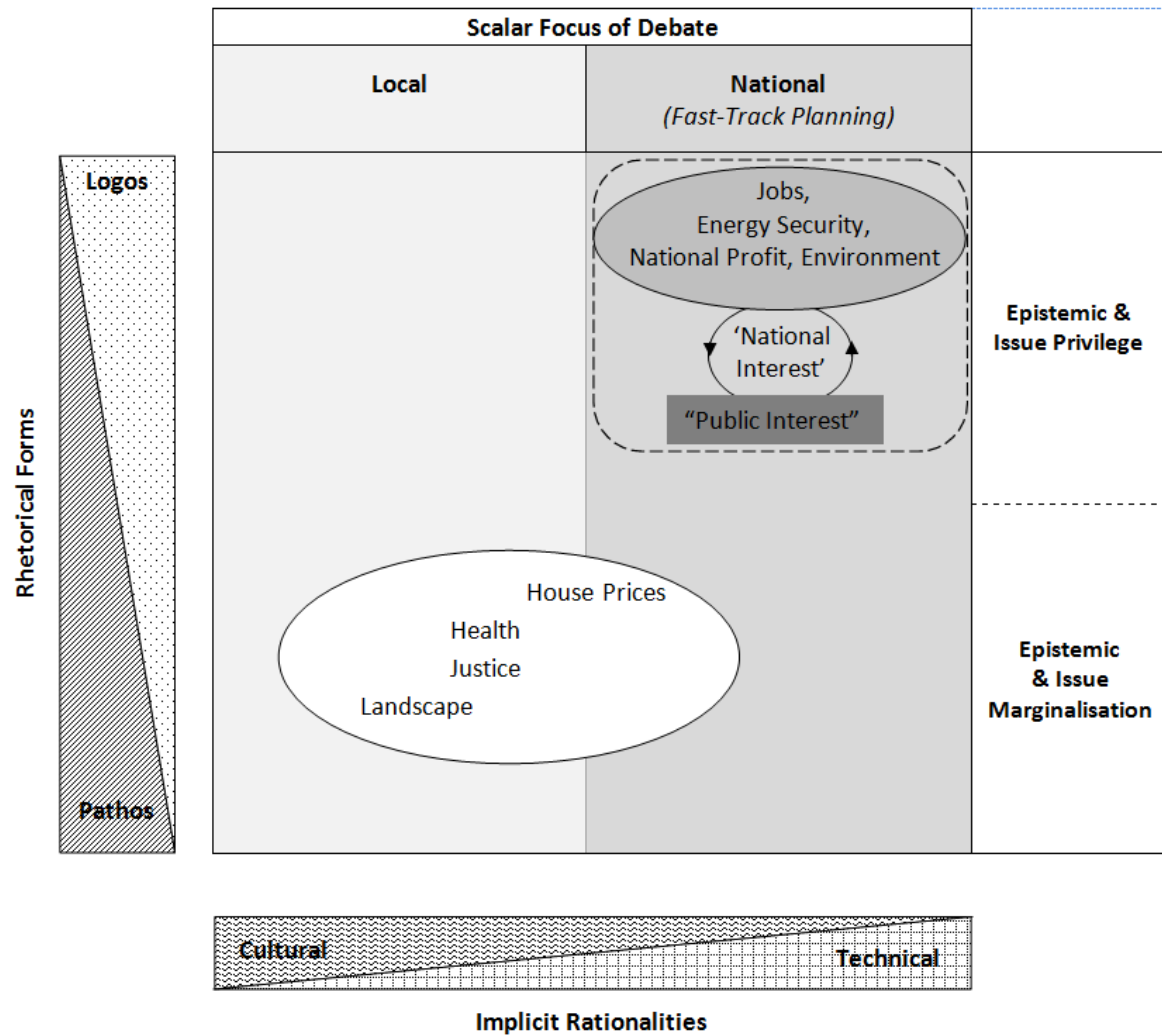 Scalar Focus of Debate
Local
National
(Fast-Track Planning)
Rhetorical Forms
Logos
Pathos
Jobs,
Energy Security,
National Profit, Environment
‘National
Interest’
“Public Interest”
Epistemic &
Issue Privilege
House Prices
Health
Justice
Landscape
Epistemic
& Issue
Marginalisation
Cultural
Technical
Implicit Rationalities